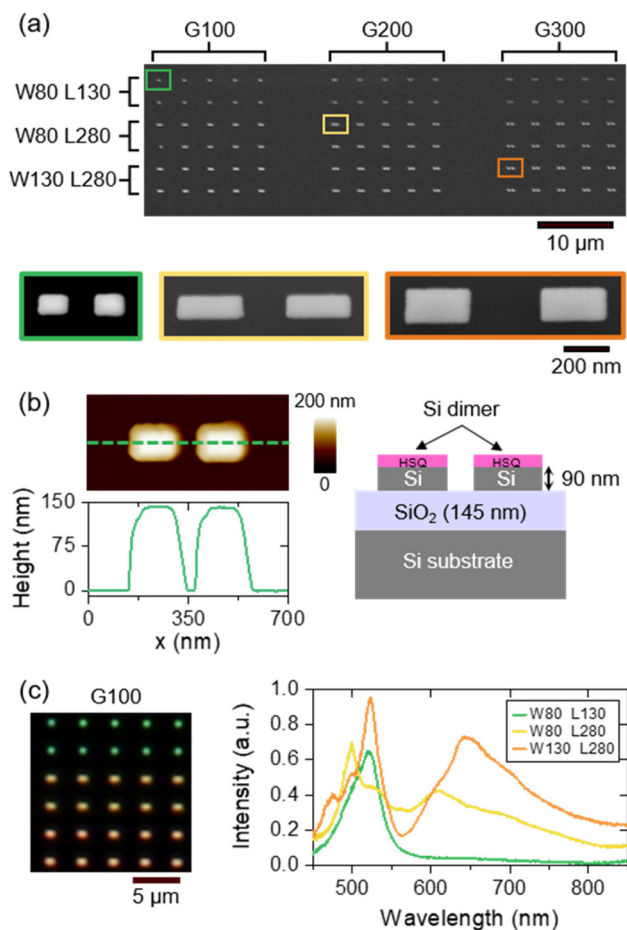 (a)
G100 G200 G300
W80 L130
W80 L280
W130 L280
10 µm
200 nm
(b)
200 nm
0
Height (nm)
150
75
0
0 350 700
x (nm)
Si dimer
HSQ HSQ
Si Si
90 nm
SiO₂ (145 nm)
Si substrate
(c)
G100
5 µm
Intensity (a.u.)
1.0
0.8
0.6
0.4
0.2
0.0
500 600 700 800
Wavelength (nm)
W80 L130
W80 L280
W130 L280